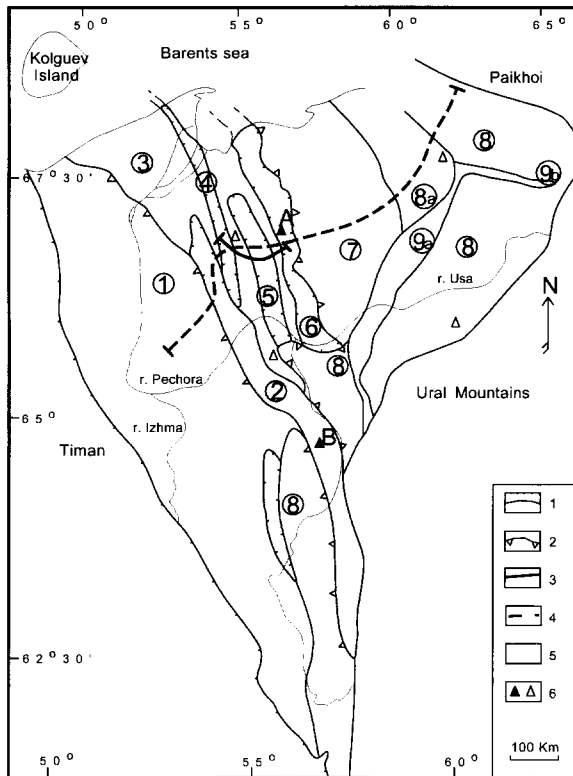 50° 55° 60° 65°
Barents sea
Kolguev
Island
Paikhoi
8
3
67°30'
9b
4
8a
A
9a
8
7
1
5
r. Usa
N
6
8
r. Pechora
2
Ural Mountains
65°
r. Izhma
B
Timan
8
1
2
3
62°30'
4
5
6
100 Km
50° 55° 60°